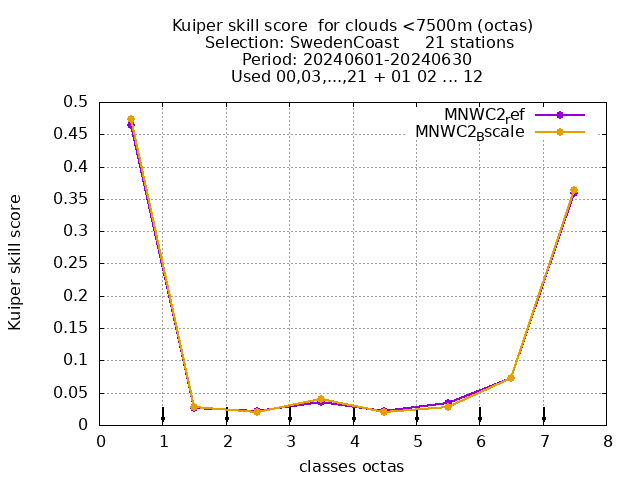 Kuiper skill score  for clouds <7500m (octas)
Selection: SwedenCoast     21 stations
Period: 20240601-20240630
Used 00,03,...,21 + 01 02 ... 12
MNWC2ref
MNWC2Bscale
0.5
0.45
0.4
0.35
0.3
0.25
0.2
0.15
0.1
0.05
0
Kuiper skill score
0 1 2 3 4 5 6 7 8
classes octas